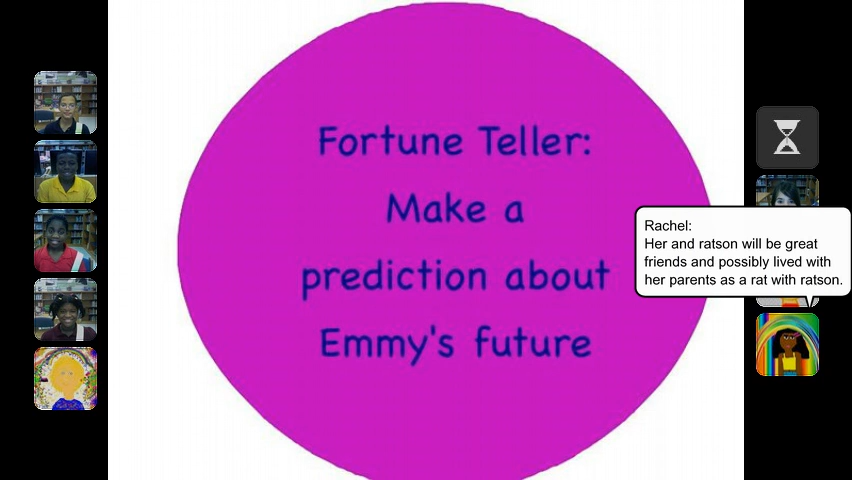 Fortune Teller:
Make a
prediction about
Emmy's future
Rachel:
Her and ratson will be great
friends and possibly lived with
her parents as a rat with ratson.